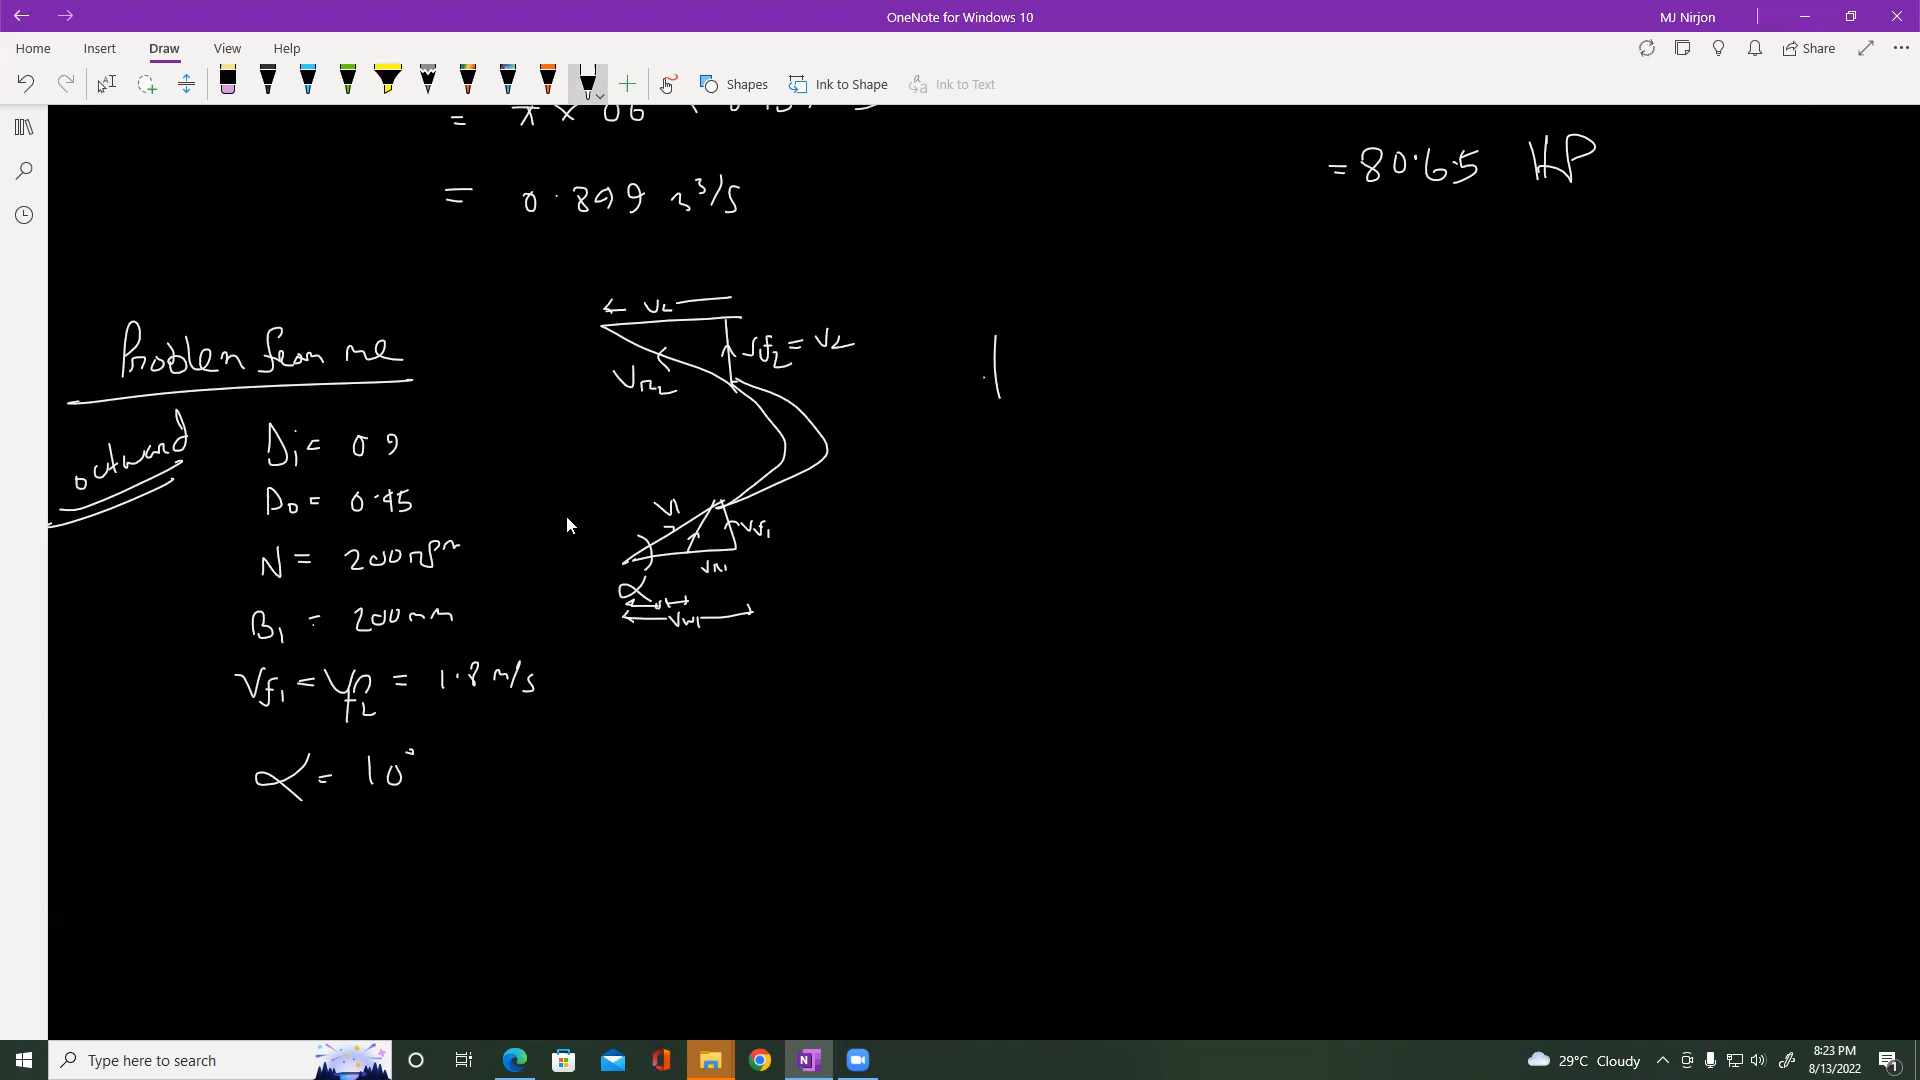 OneNote for Windows 10
MJ Nirjon
Home Insert Draw View Help
Share
Shapes
Ink to Shape
Ink to Text
= 0.899 m³/s
= 80.65 HP
Problem from me
outward
Di = 0.9
Do = 0.45
N = 200 rpm
B1 = 200 mm
Vf1 = Vf2 = 1.8 m/s
α = 10°
Vf2 = V2
Vr2
V1
Vf1
Vr1
α
Vw1
Type here to search
29°C Cloudy
8:23 PM
8/13/2022